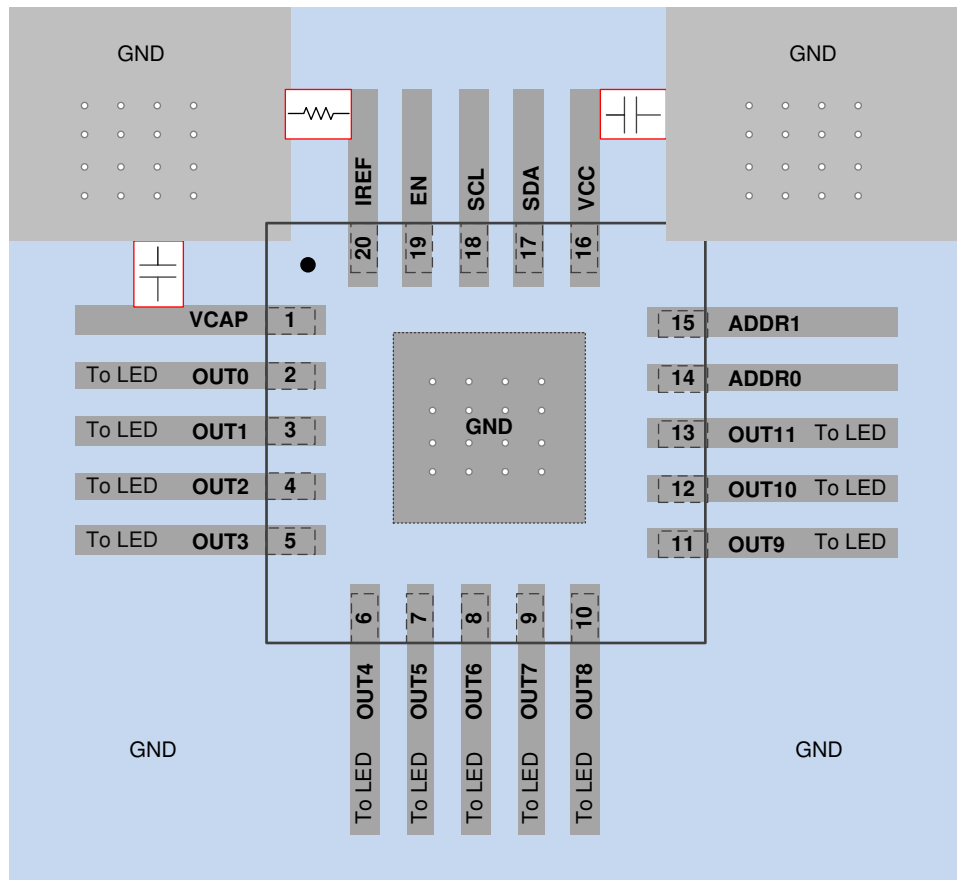 GND
GND
IREF
EN
SCL
SDA
VCC
20
19
18
17
16
VCAP 1
15 ADDR1
To LED OUT0 2
14 ADDR0
To LED OUT1 3
GND
13 OUT11 To LED
To LED OUT2 4
12 OUT10 To LED
To LED OUT3 5
11 OUT9 To LED
6
7
8
9
10
OUT4
OUT5
OUT6
OUT7
OUT8
To LED
To LED
To LED
To LED
To LED
GND
GND